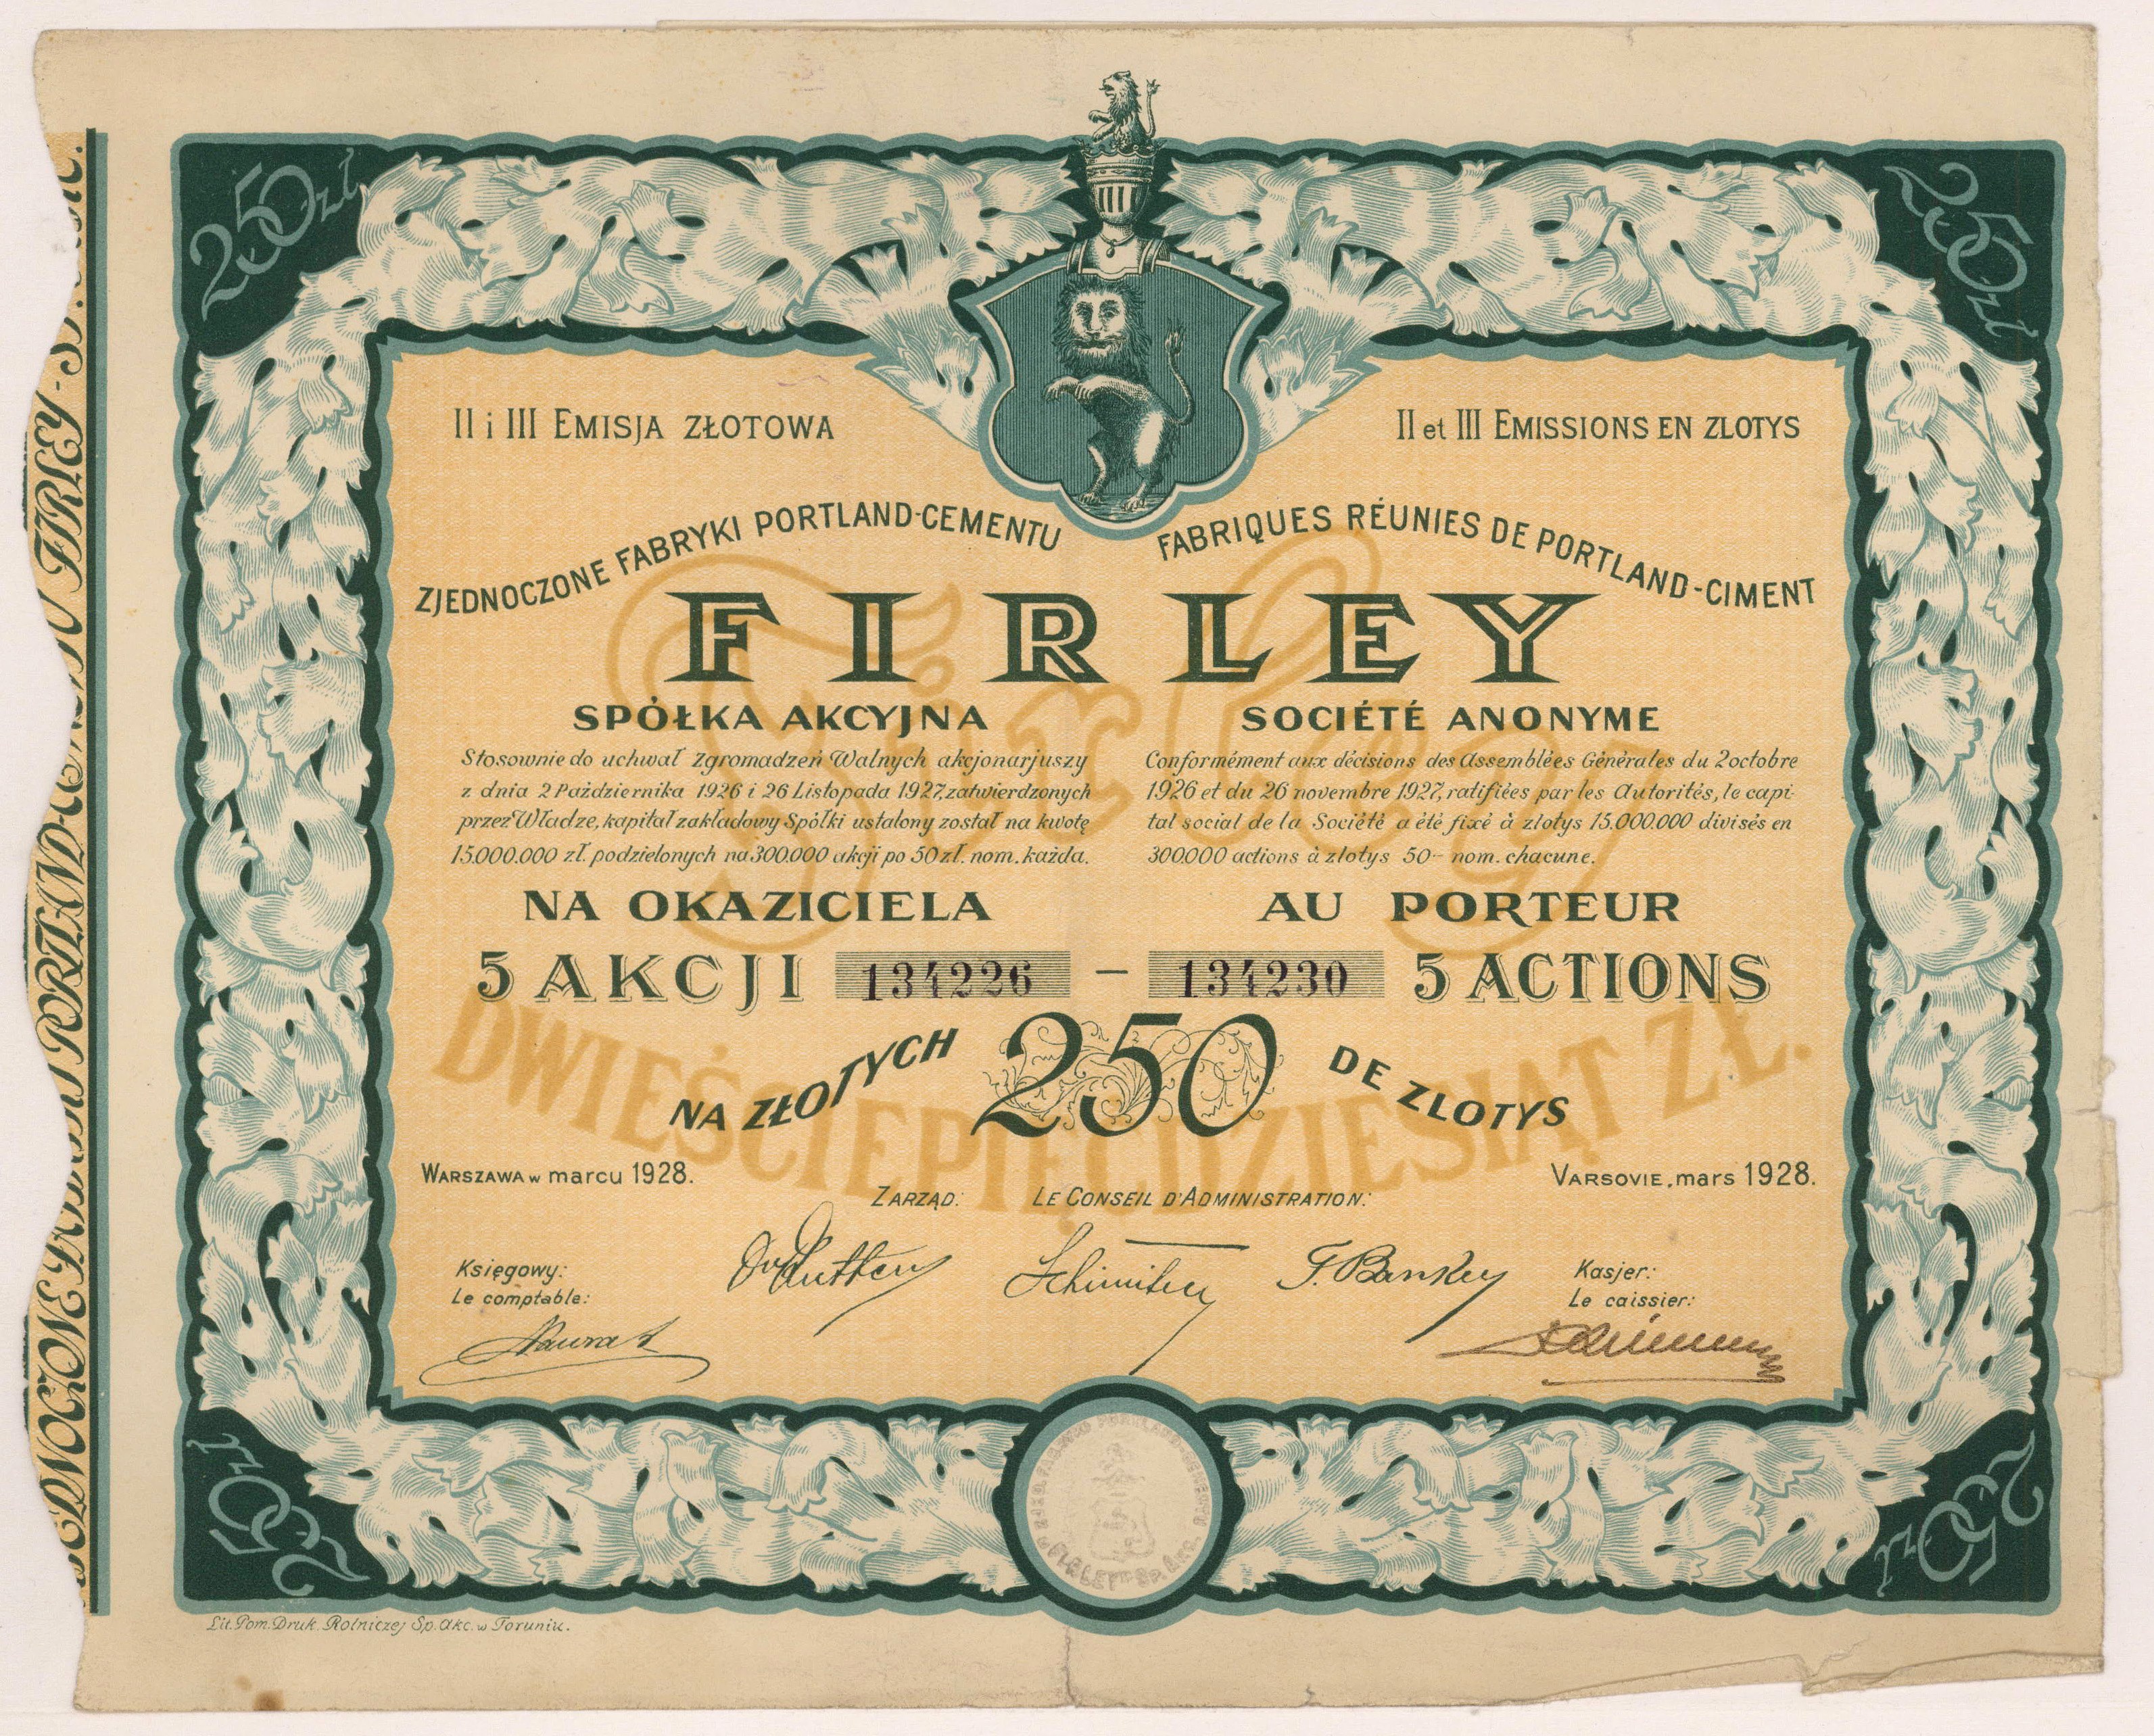 250 zł
250 zł
II i III EMISJA ZŁOTOWA
II et III EMISSIONS EN ZLOTYS
ZJEDNOCZONE FABRYKI PORTLAND-CEMENTU
FABRIQUES RÉUNIES DE PORTLAND-CIMENT
Firley
FIRLEY
SPÓŁKA AKCYJNA
SOCIÉTÉ ANONYME
Stosownie do uchwał Zgromadzeń Walnych akcjonarjuszy
z dnia 2 Października 1926 i 26 Listopada 1927, zatwierdzonych
przez Władze, kapitał zakładowy Spółki ustalony został na kwotę
15.000.000 zł. podzielonych na 300.000 akcji po 50 zł. nom. każda.
Conformément aux décisions des Assemblées Générales du 2 octobre
1926 et du 26 novembre 1927, ratifiées par les Autorités, le capi-
tal social de la Société a été fixé à zlotys 15.000.000 divisés en
300.000 actions à zlotys 50- nom. chacune.
NA OKAZICIELA
AU PORTEUR
5 AKCJI 134226 – 134230 5 ACTIONS
NA ZŁOTYCH 250 DE ZLOTYS
DWIEŚCIEPIĘĆDZIESIĄT ZŁ.
WARSZAWA w marcu 1928.
VARSOVIE, mars 1928.
ZARZĄD:
LE CONSEIL D'ADMINISTRATION:
Księgowy:
Le comptable:
Kasjer:
Le caissier:
250 zł
250 zł
Lit. Pom. Druk. Rolniczej Sp. Akc. w Toruniu.
FABRYKI PORTLAND-CEMENTU FIRLEY - SP.